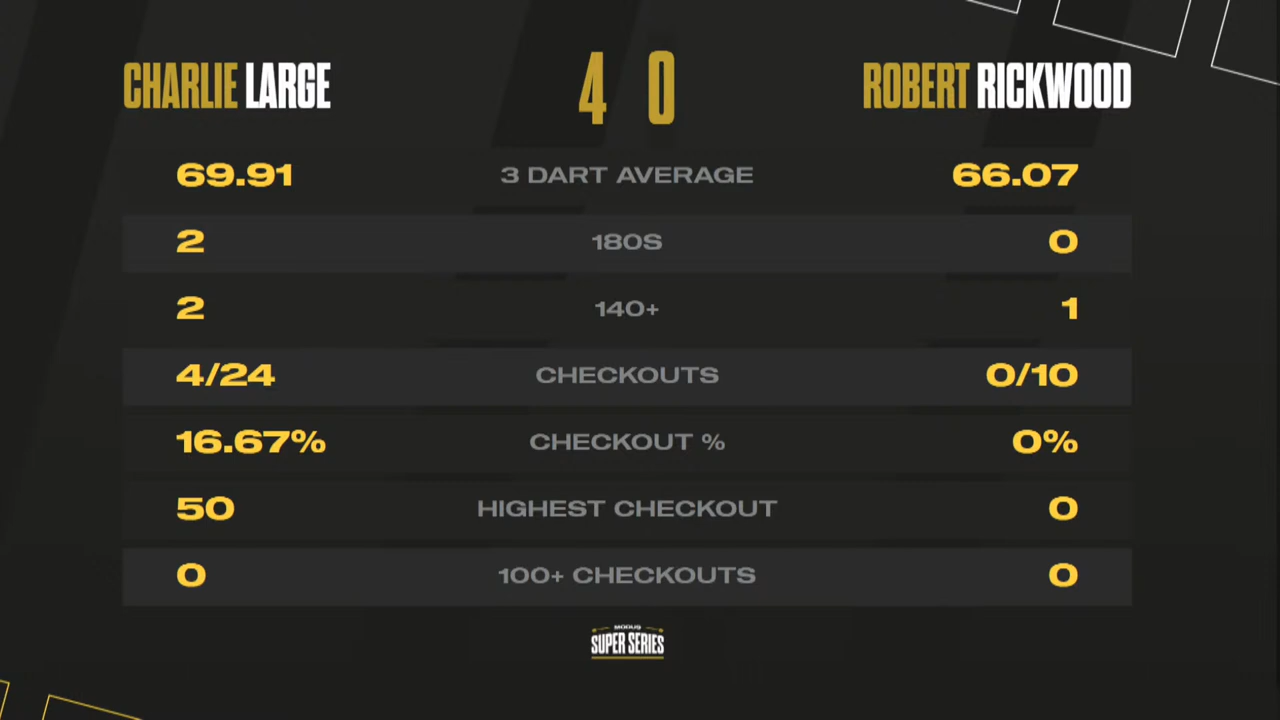 CHARLIE LARGE 4 0 ROBERT RICKWOOD
69.91 3 DART AVERAGE 66.07
2 180S 0
2 140+ 1
4/24 CHECKOUTS 0/10
16.67% CHECKOUT % 0%
50 HIGHEST CHECKOUT 0
0 100+ CHECKOUTS 0
MODUS
SUPER SERIES